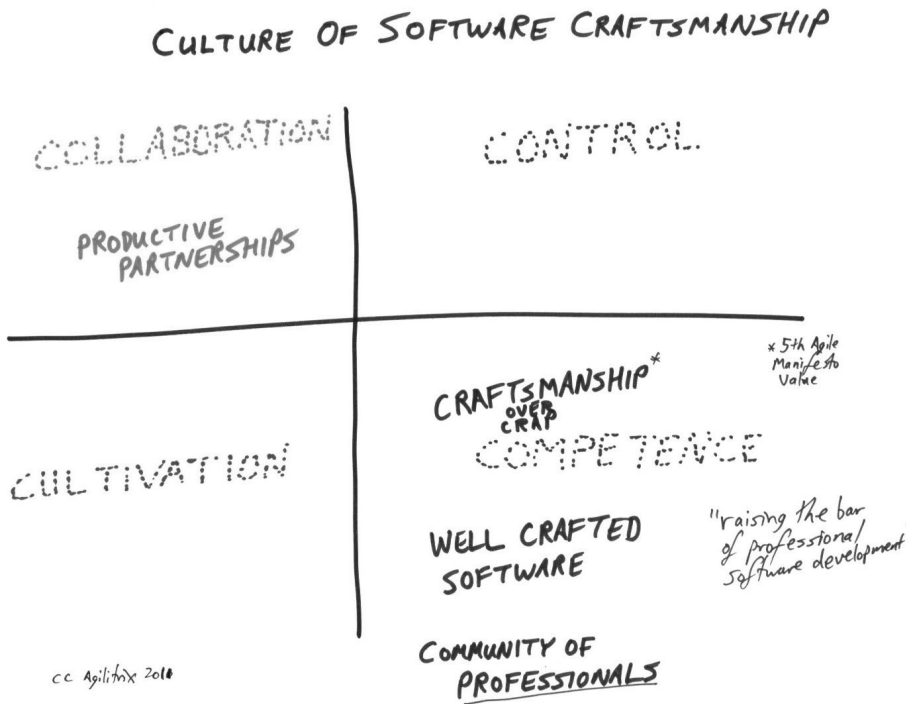 CULTURE OF SOFTWARE CRAFTSMANSHIP
COLLABORATION
CONTROL
PRODUCTIVE
PARTNERSHIPS
CRAFTSMANSHIP*
OVER
CRAP
* 5th Agile
Manifesto
Value
CULTIVATION
COMPETENCE
WELL CRAFTED
SOFTWARE
"raising the bar
of professional
software development
COMMUNITY OF
PROFESSIONALS
CC Agilitrix 2010